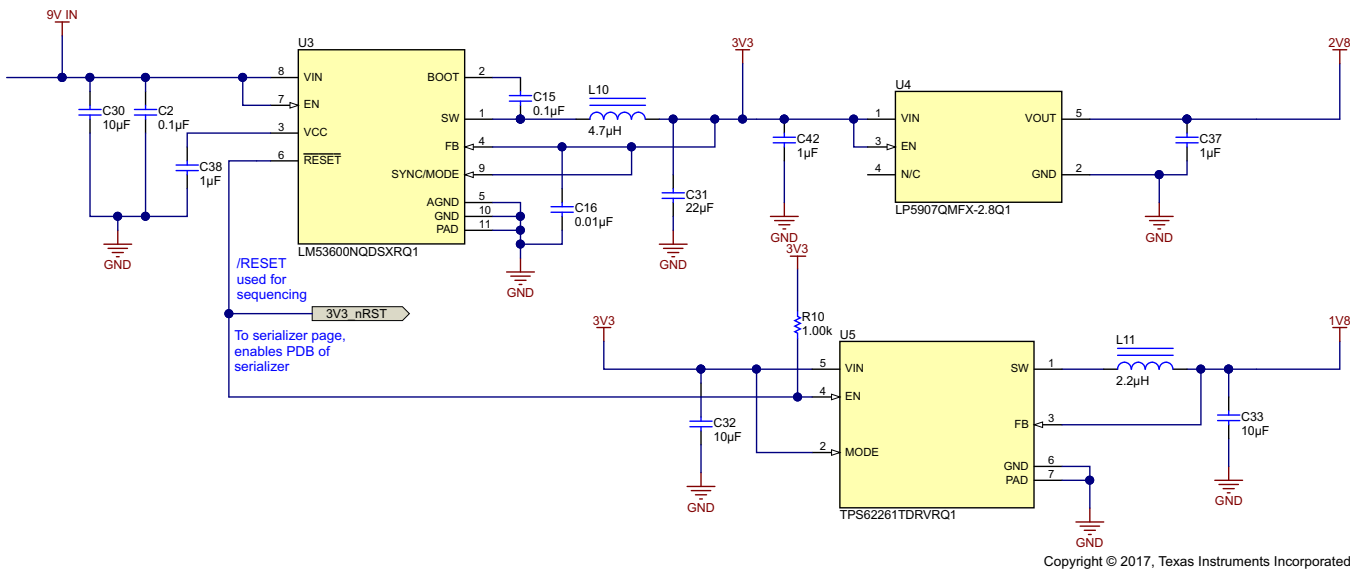 9V IN
U3
8
VIN
BOOT
2
7
EN
C30
10µF
C2
0.1µF
C15
0.1µF
L10
4.7µH
3
VCC
SW
1
6
RESET
FB
4
C38
1µF
SYNC/MODE
9
AGND
5
GND
10
PAD
11
C16
0.01µF
C31
22µF
LM53600NQDSXRQ1
GND
GND
GND
3V3
C42
1µF
GND
U4
1
VIN
VOUT
5
3
EN
4
N/C
GND
2
LP5907QMFX-2.8Q1
2V8
C37
1µF
GND
/RESET
used for
sequencing
3V3_nRST
To serializer page,
enables PDB of
serializer
3V3
3V3
R10
1.00k
U5
5
VIN
SW
1
4
EN
FB
3
2
MODE
GND
6
PAD
7
TPS62261TDRVRQ1
C32
10µF
GND
L11
2.2µH
1V8
C33
10µF
GND
GND
Copyright © 2017, Texas Instruments Incorporated